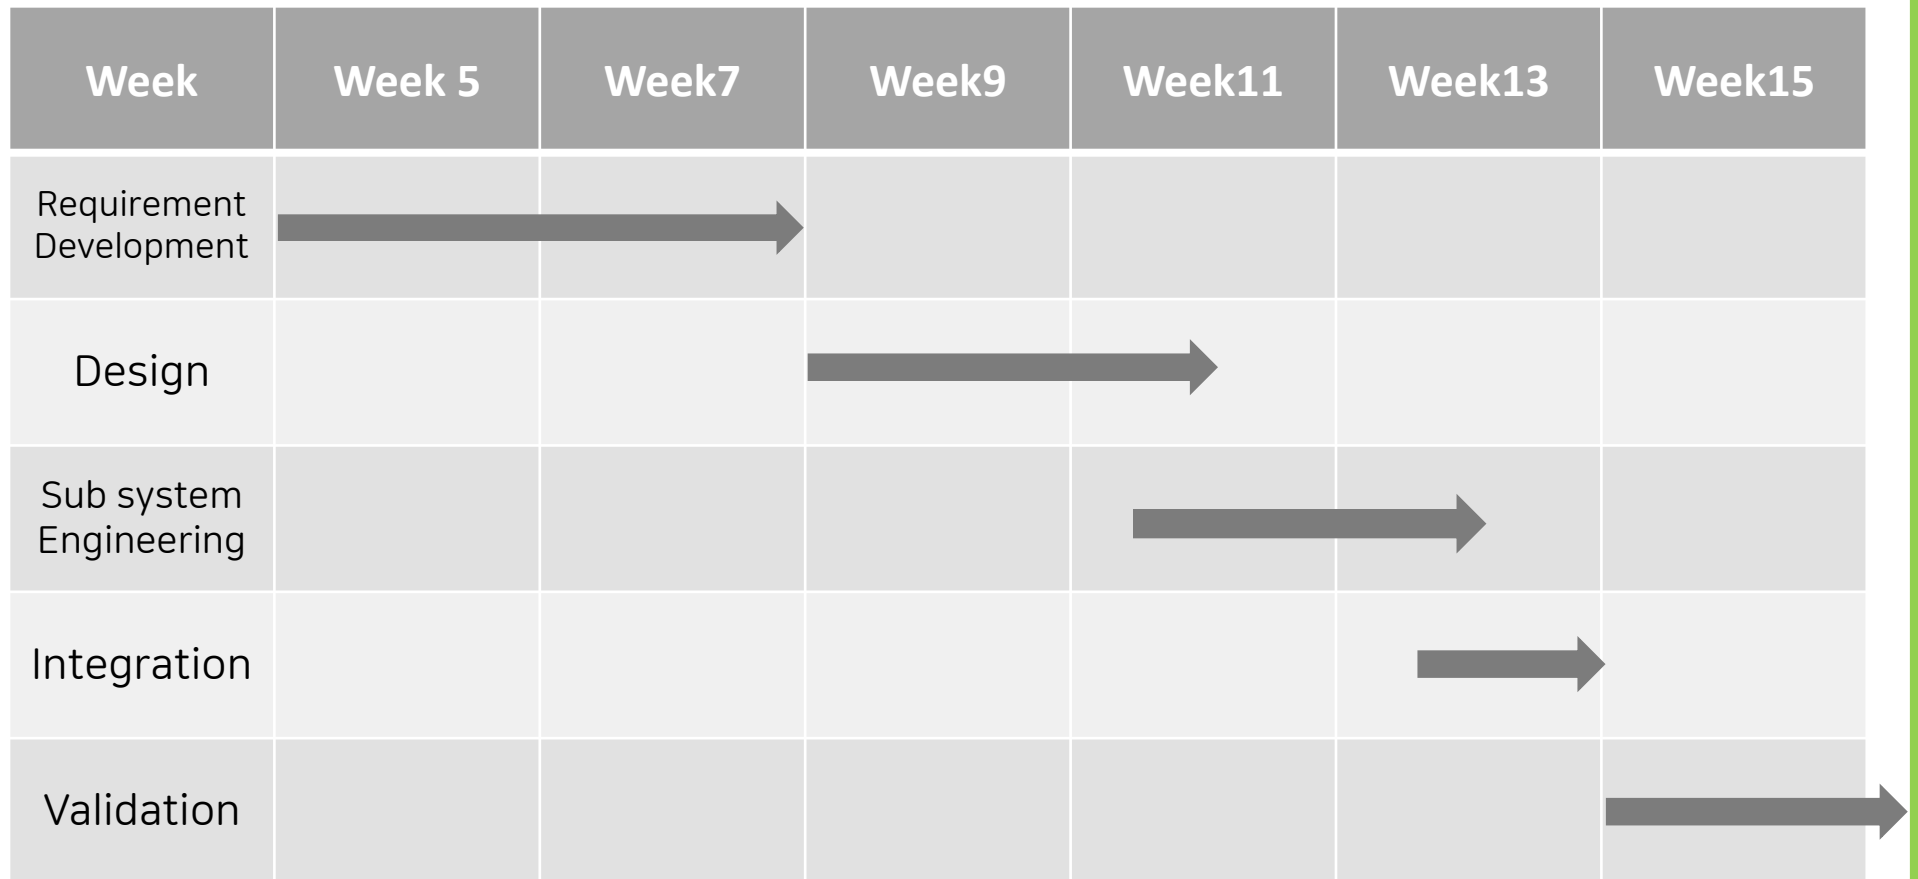 Week Week 5 Week7 Week9 Week11 Week13 Week15
Requirement
Development
Design
Sub system
Engineering
Integration
Validation